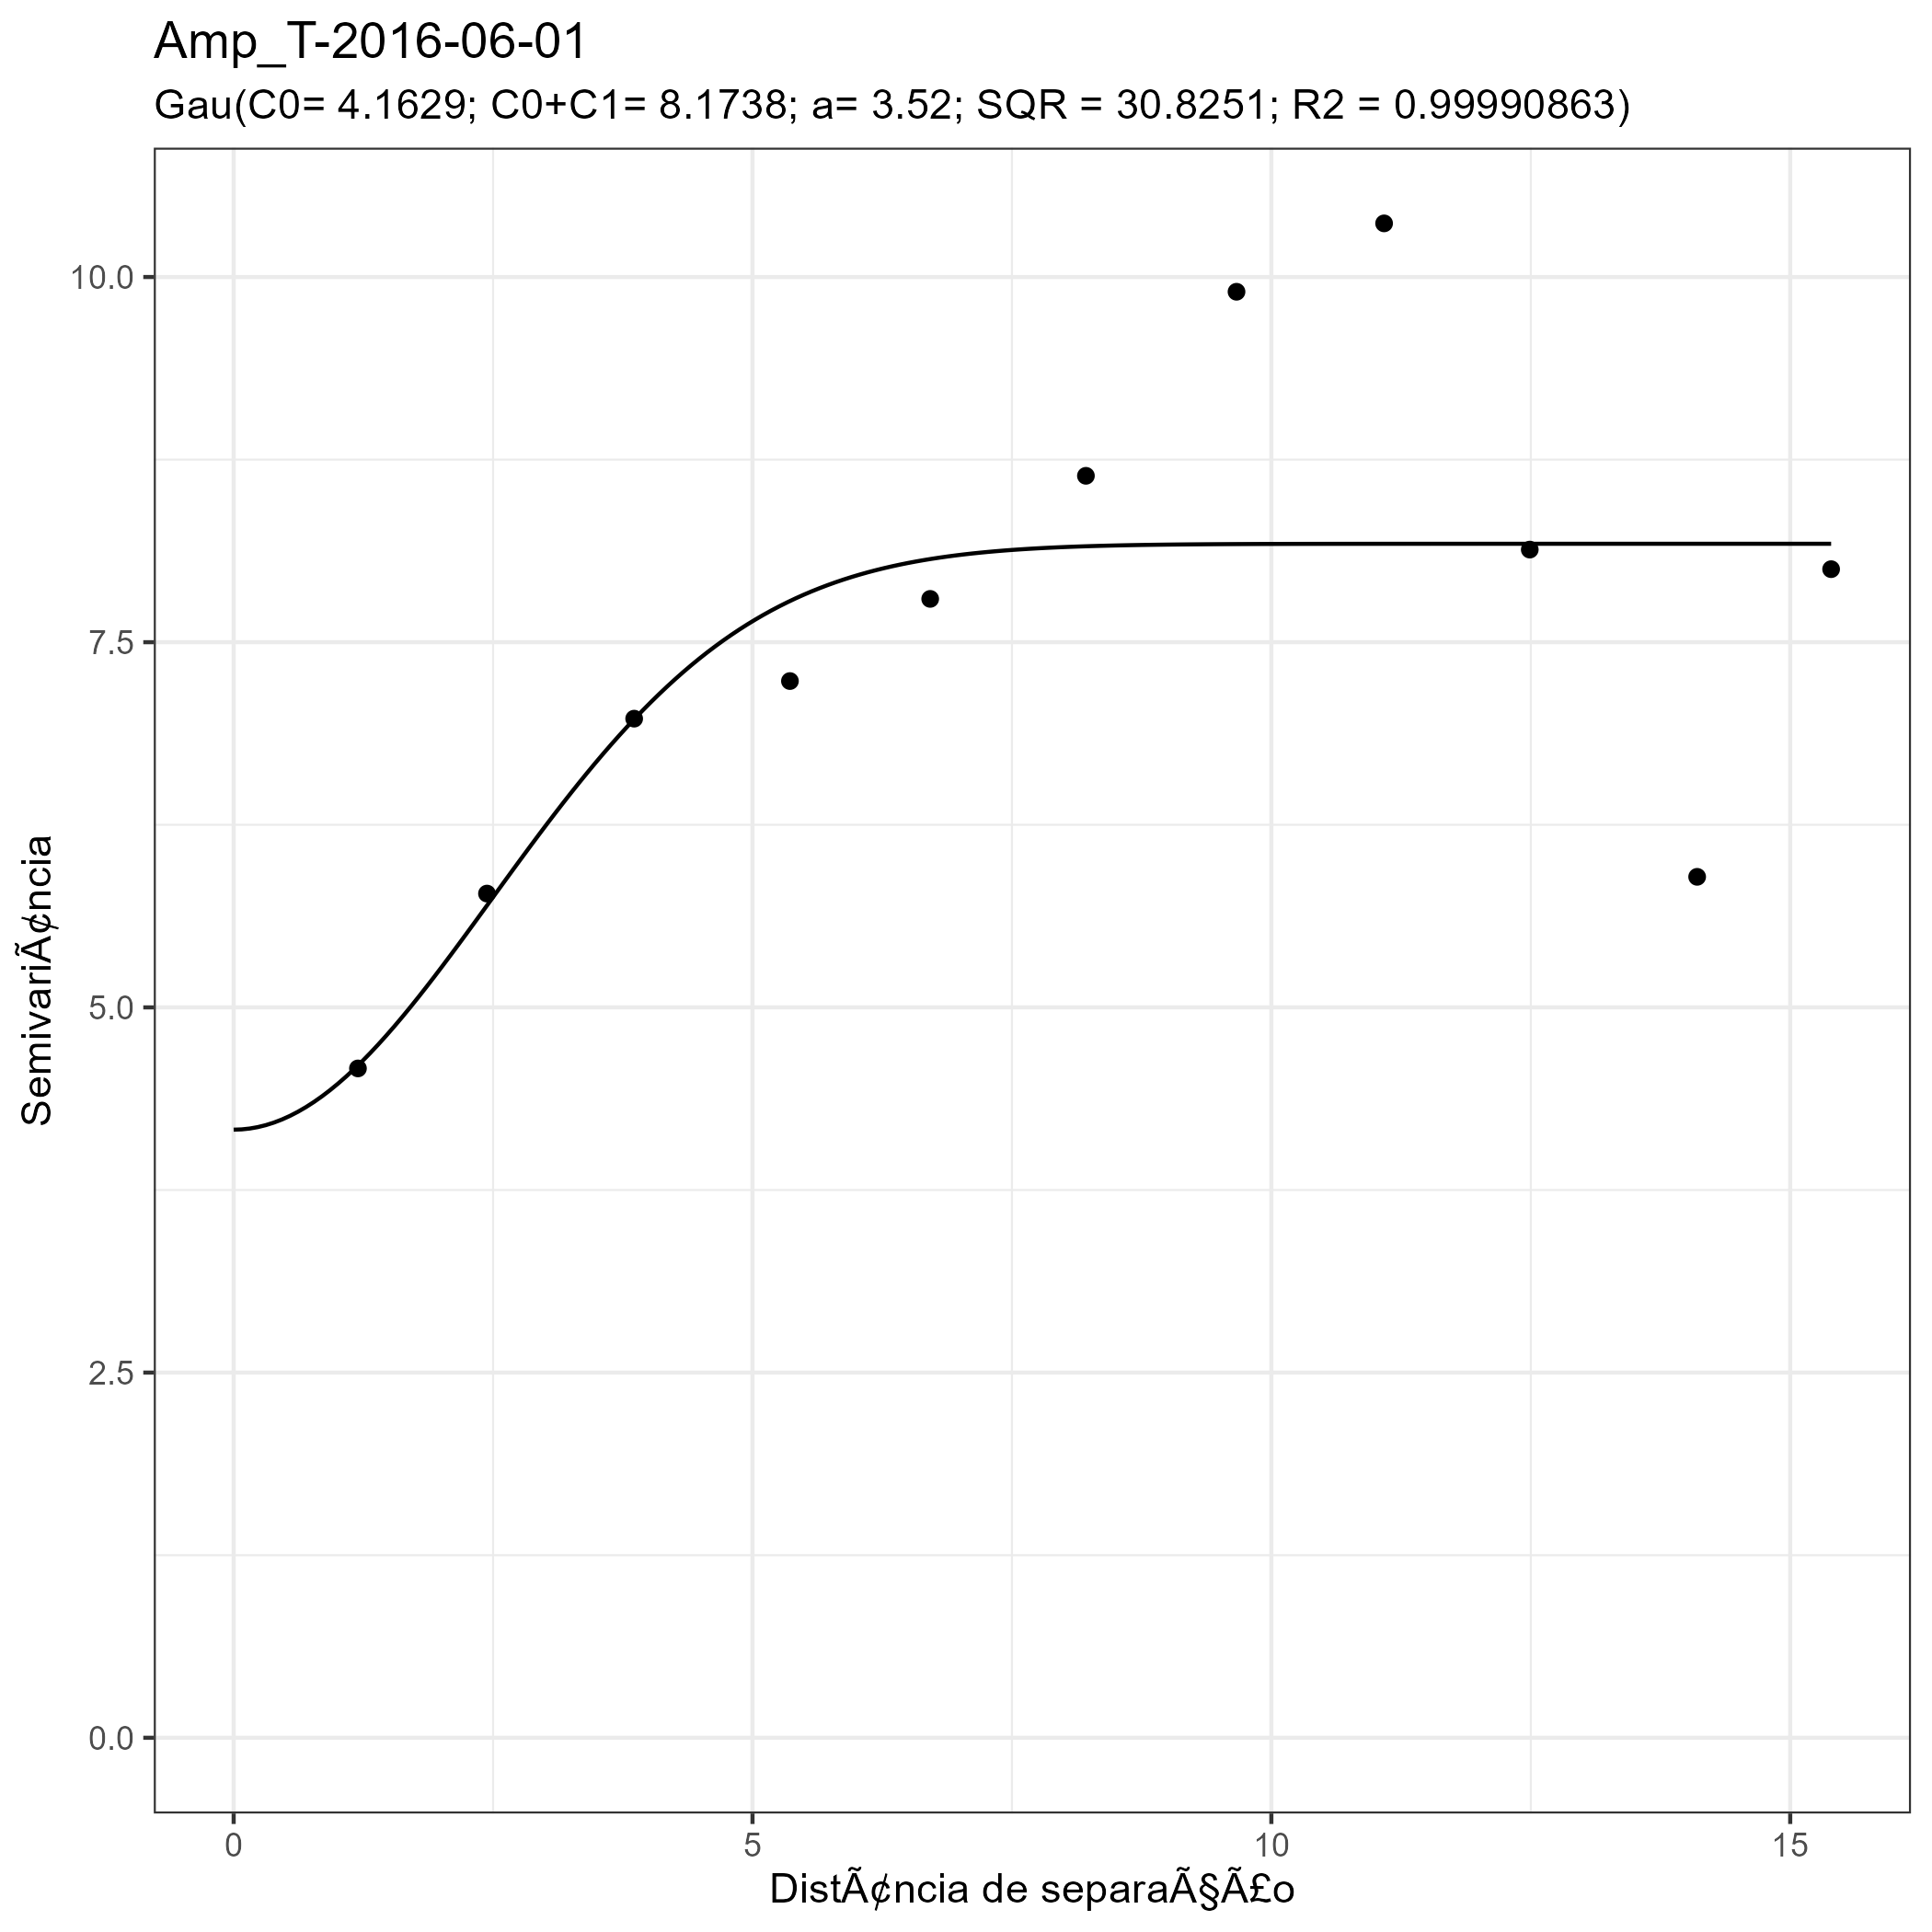 Amp_T-2016-06-01
Gau(C0= 4.1629; C0+C1= 8.1738; a= 3.52; SQR = 30.8251; R2 = 0.99990863)
10.0
7.5
5.0
2.5
0.0
SemivariÃ¢ncia
0 5 10 15
DistÃ¢ncia de separaÃ§Ã£o